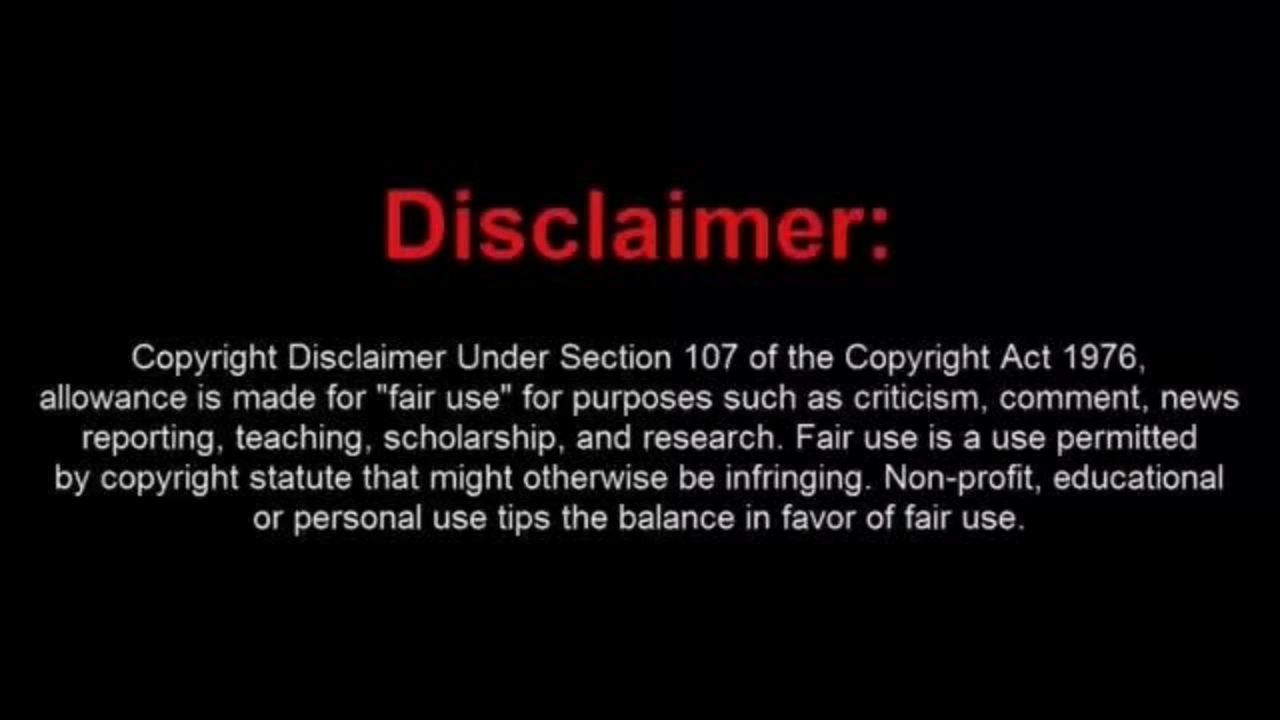 Disclaimer:
Copyright Disclaimer Under Section 107 of the Copyright Act 1976,
allowance is made for "fair use" for purposes such as criticism, comment, news
reporting, teaching, scholarship, and research. Fair use is a use permitted
by copyright statute that might otherwise be infringing. Non-profit, educational
or personal use tips the balance in favor of fair use.